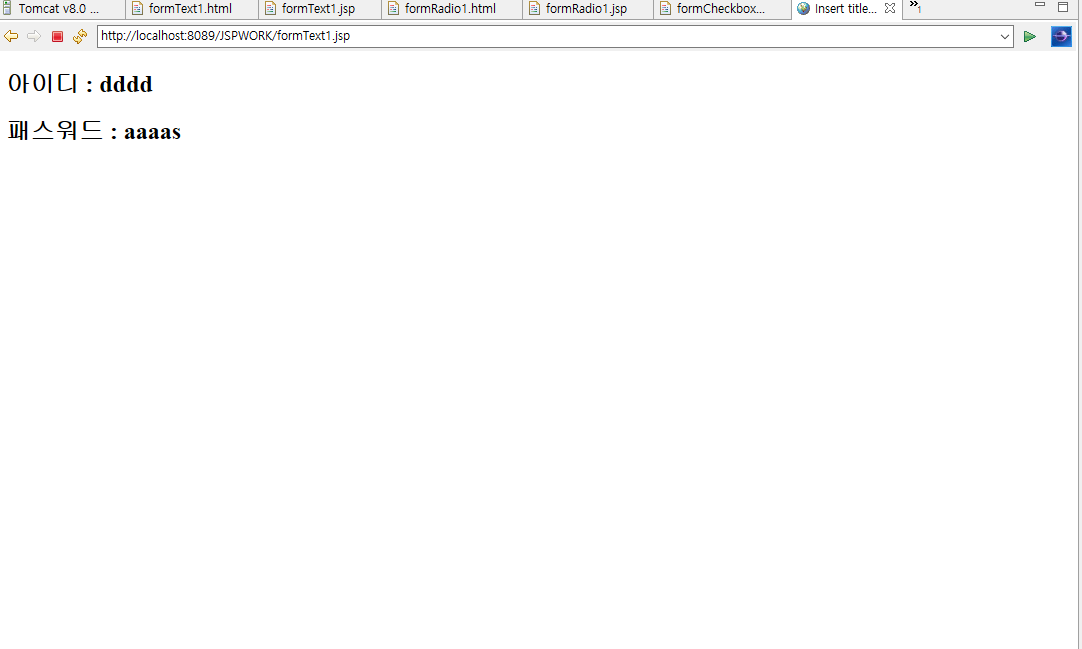 Tomcat v8.0 ... formText1.html formText1.jsp formRadio1.html formRadio1.jsp formCheckbox... Insert title... »1
http://localhost:8089/JSPWORK/formText1.jsp
아이디 : dddd
패스워드 : aaaas